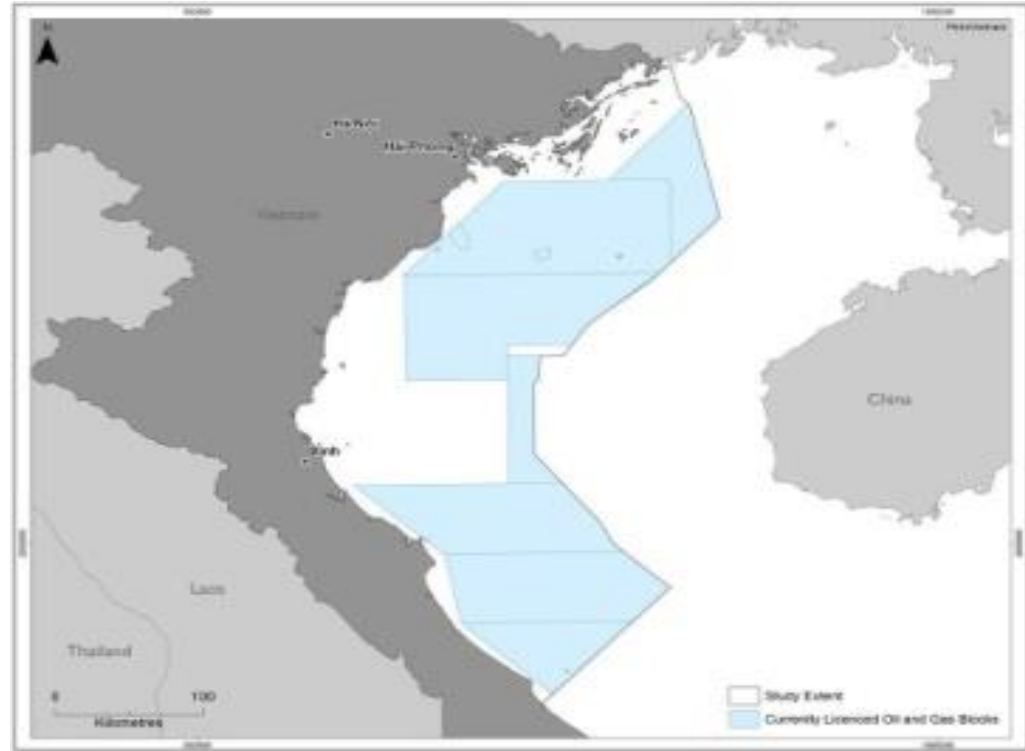 N
Ha Noi
Hai Phong
Vietnam
China
Vinh
Laos
Thailand
0 100
Kilometres
Study Extent
Currently Licenced Oil and Gas Blocks